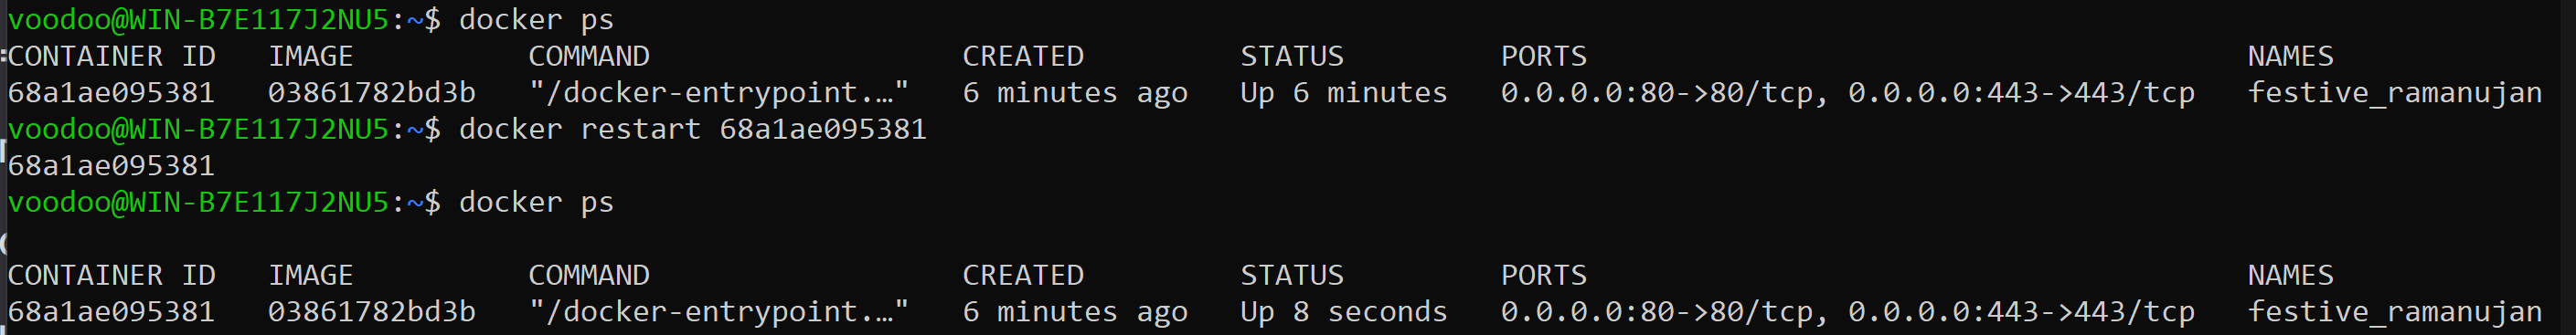 voodoo@WIN-B7E117J2NU5:~$ docker ps
CONTAINER ID   IMAGE          COMMAND                  CREATED         STATUS         PORTS                                      NAMES
68a1ae095381   03861782bd3b   "/docker-entrypoint.…"   6 minutes ago   Up 6 minutes   0.0.0.0:80->80/tcp, 0.0.0.0:443->443/tcp   festive_ramanujan
voodoo@WIN-B7E117J2NU5:~$ docker restart 68a1ae095381
68a1ae095381
voodoo@WIN-B7E117J2NU5:~$ docker ps
CONTAINER ID   IMAGE          COMMAND                  CREATED         STATUS         PORTS                                      NAMES
68a1ae095381   03861782bd3b   "/docker-entrypoint.…"   6 minutes ago   Up 8 seconds   0.0.0.0:80->80/tcp, 0.0.0.0:443->443/tcp   festive_ramanujan